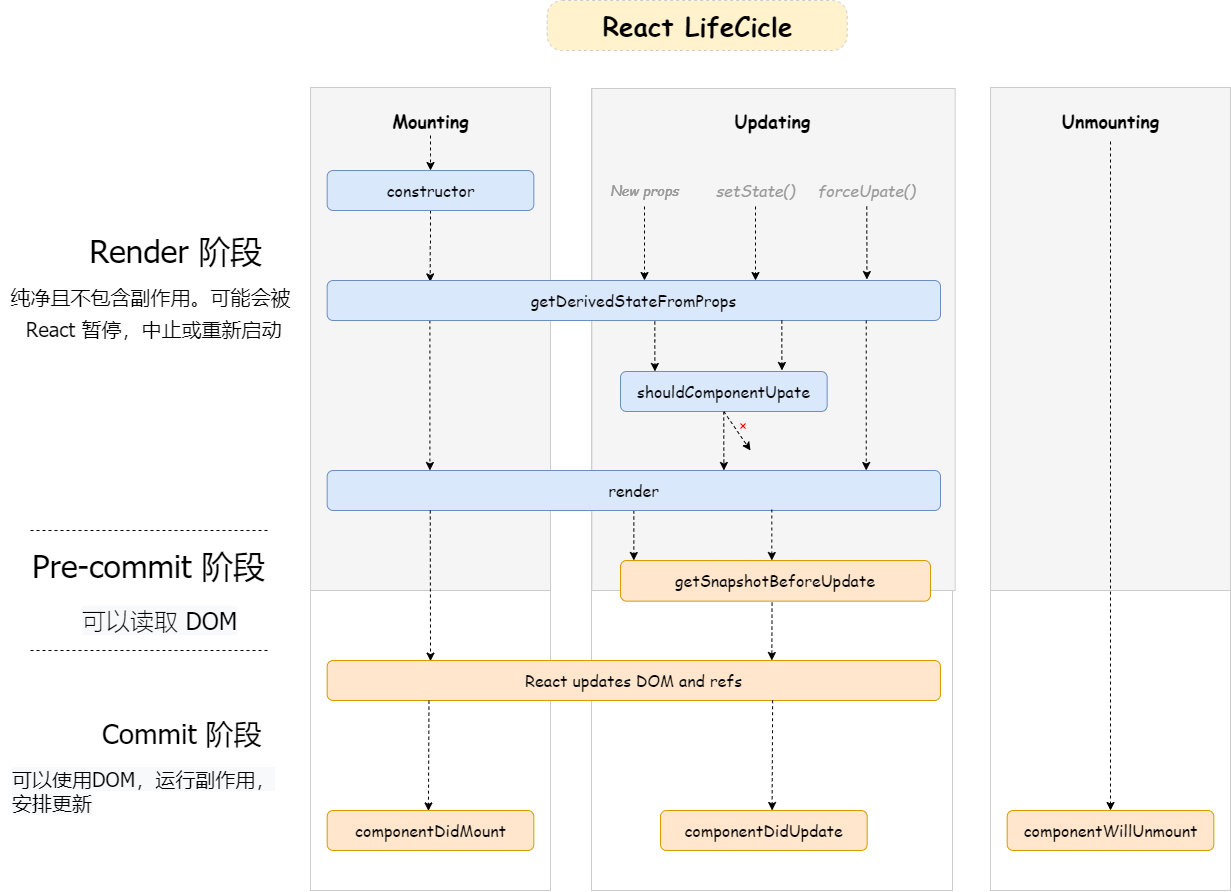 React LifeCicle
Mounting
Updating
Unmounting
constructor
New props
setState()
forceUpate()
Render 阶段
纯净且不包含副作用。可能会被
React 暂停，中止或重新启动
getDerivedStateFromProps
shouldComponentUpate
×
render
Pre-commit 阶段
可以读取 DOM
getSnapshotBeforeUpdate
React updates DOM and refs
Commit 阶段
可以使用DOM，运行副作用，
安排更新
componentDidMount
componentDidUpdate
componentWillUnmount